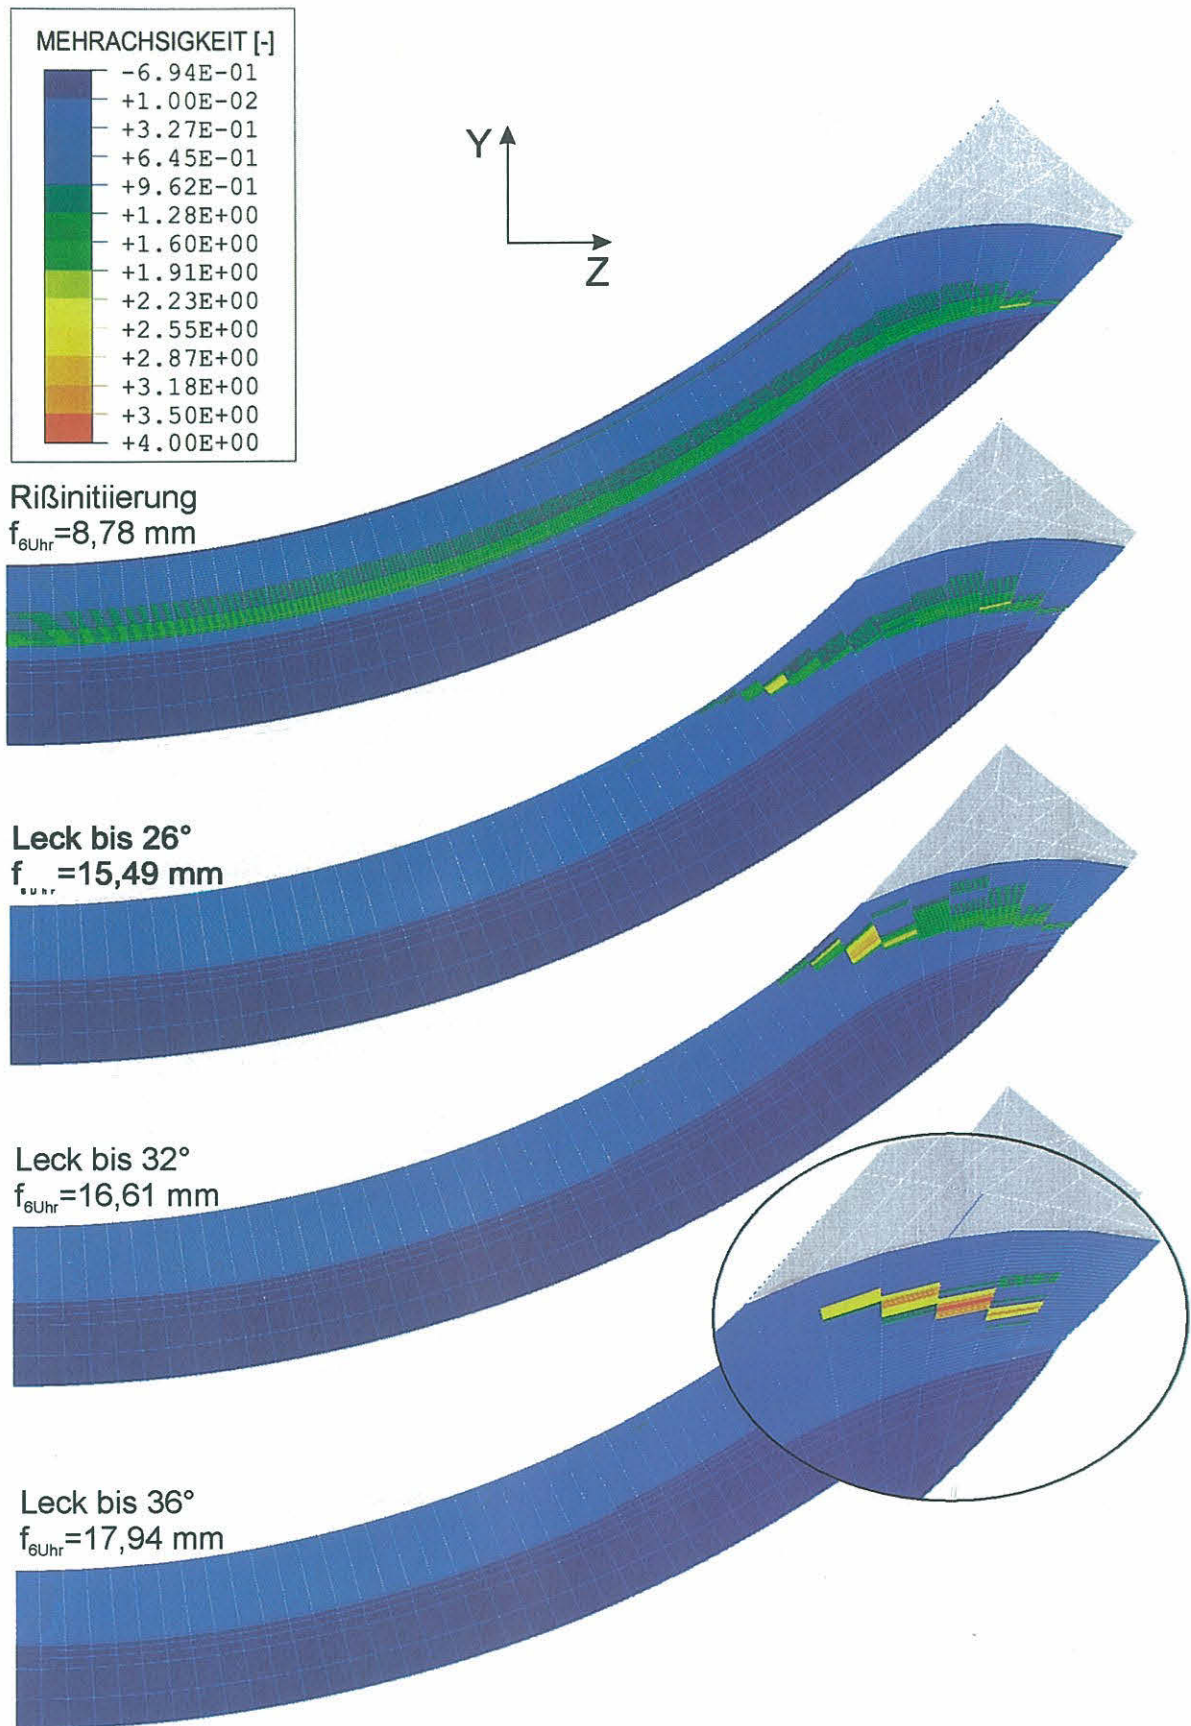 MEHRACHSIGKEIT [-]
-6.94E-01
+1.00E-02
+3.27E-01
+6.45E-01
+9.62E-01
+1.28E+00
+1.60E+00
+1.91E+00
+2.23E+00
+2.55E+00
+2.87E+00
+3.18E+00
+3.50E+00
+4.00E+00
Y
Z
Rißinitiierung
f6Uhr=8,78 mm
Leck bis 26°
f6Uhr=15,49 mm
Leck bis 32°
f6Uhr=16,61 mm
Leck bis 36°
f6Uhr=17,94 mm